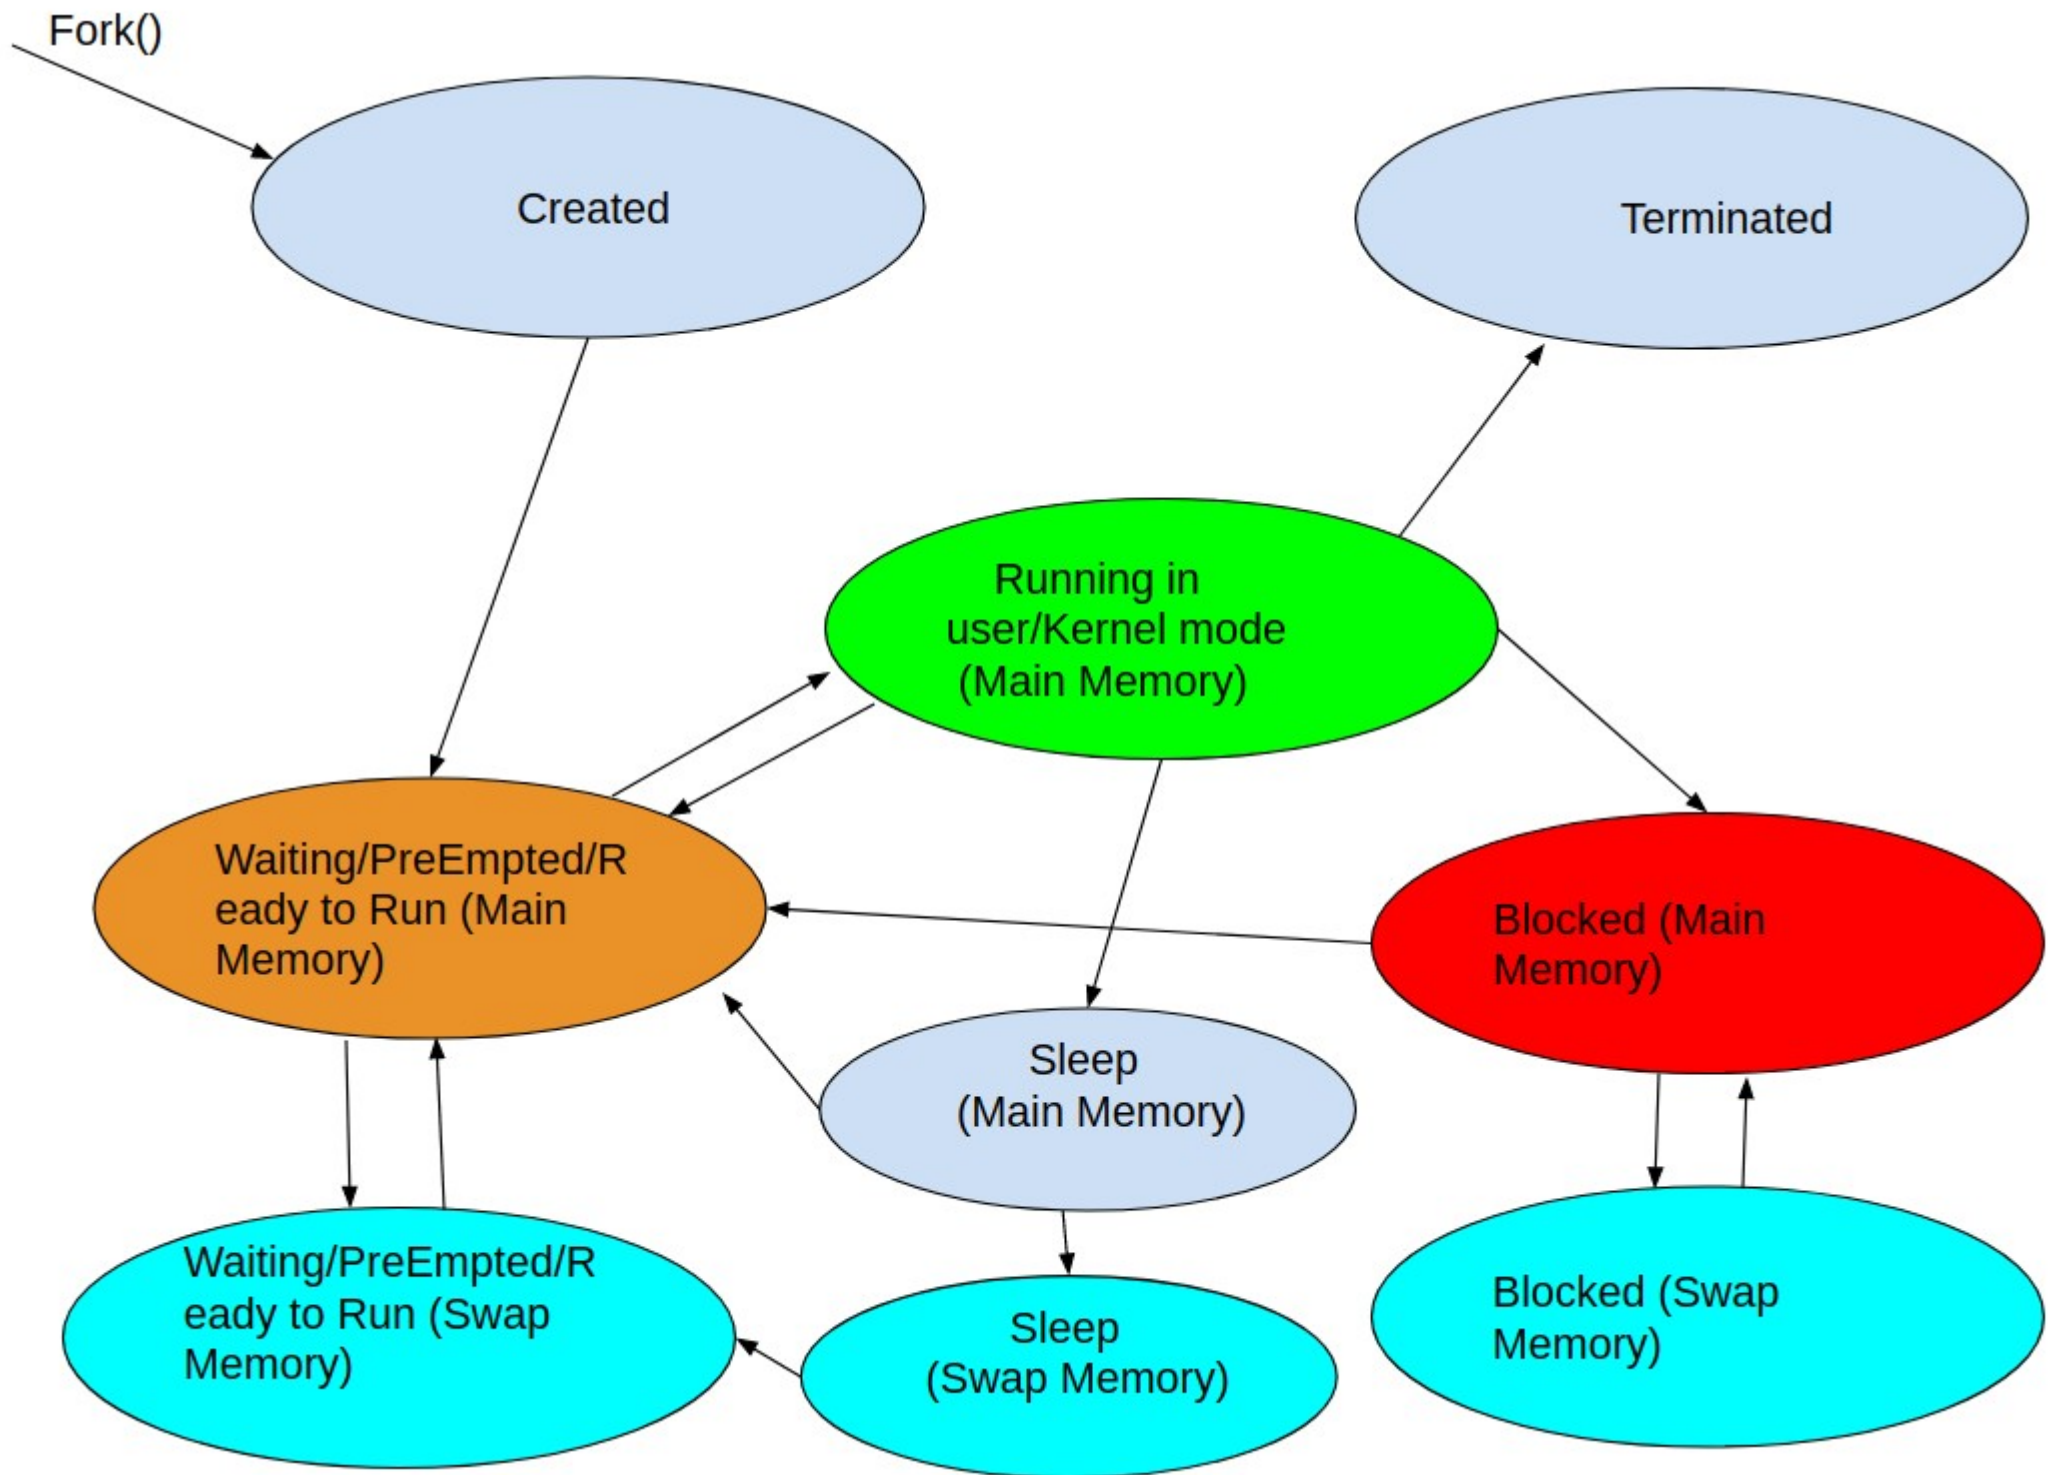 Fork()
Created
Terminated
Running in
user/Kernel mode
(Main Memory)
Waiting/PreEmpted/R
eady to Run (Main
Memory)
Blocked (Main
Memory)
Sleep
(Main Memory)
Waiting/PreEmpted/R
eady to Run (Swap
Memory)
Sleep
(Swap Memory)
Blocked (Swap
Memory)